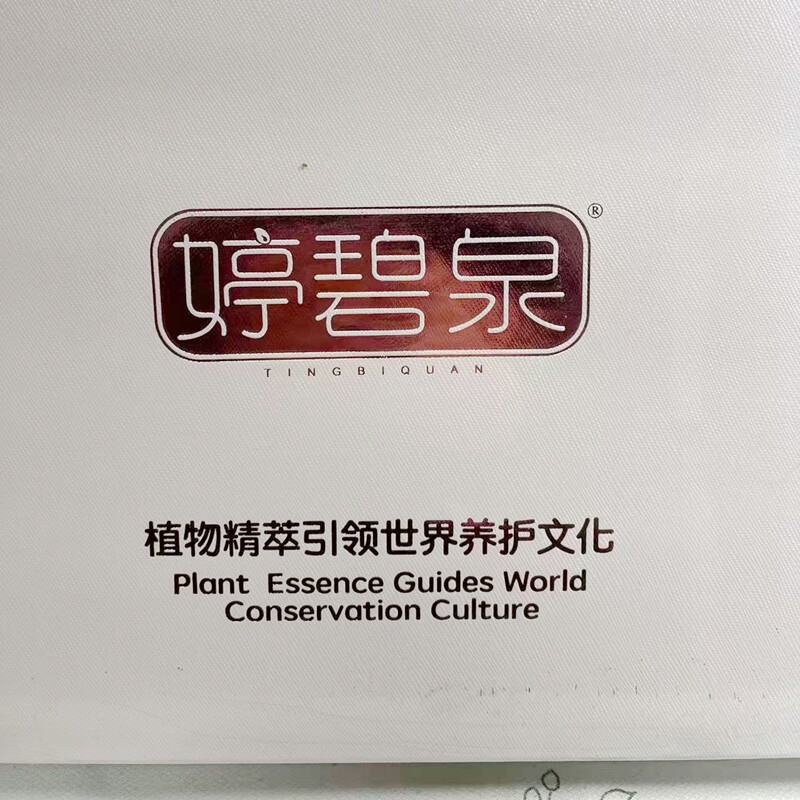 婷碧泉®
TINGBIQUAN
植物精萃引领世界养护文化
Plant Essence Guides World
Conservation Culture